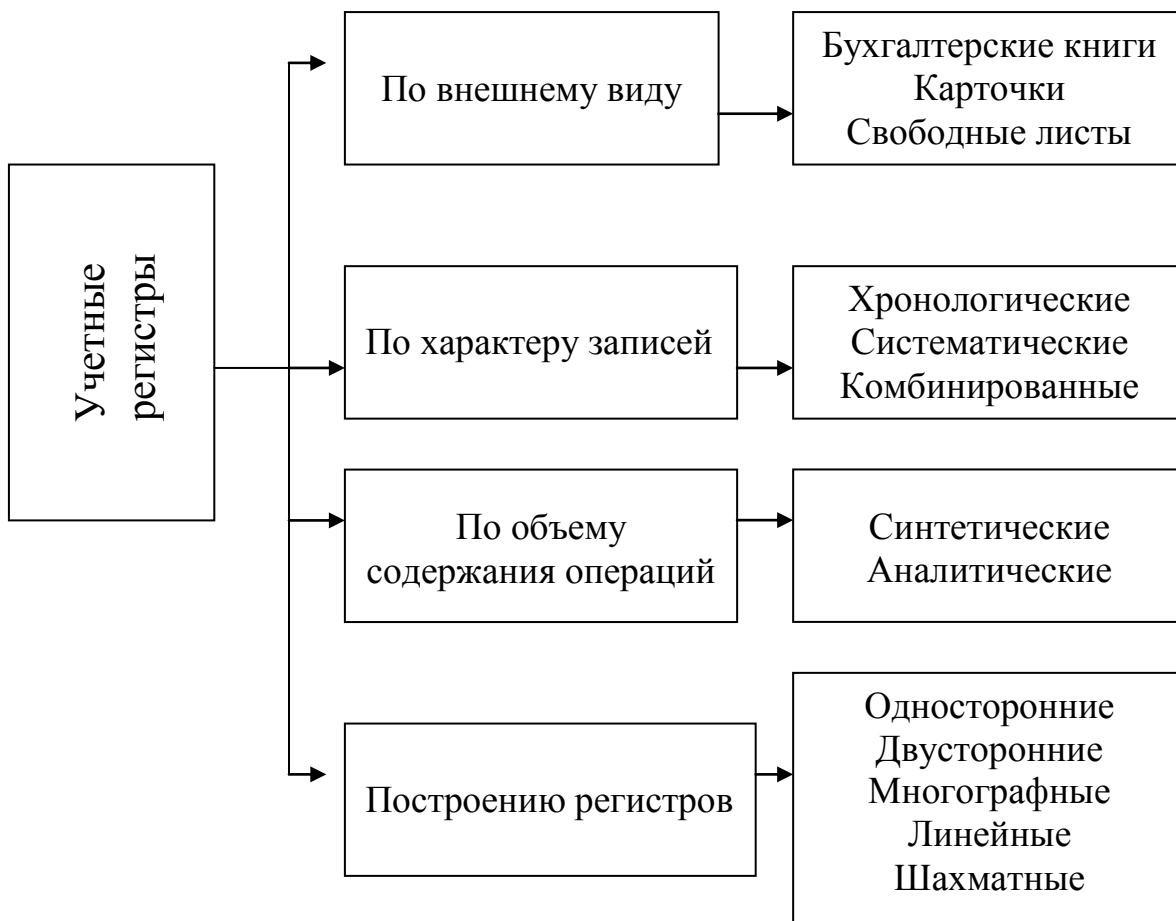 Учетные
регистры
По внешнему виду
Бухгалтерские книги
Карточки
Свободные листы
По характеру записей
Хронологические
Систематические
Комбинированные
По объему
содержания операций
Синтетические
Аналитические
Построению регистров
Односторонние
Двусторонние
Многографные
Линейные
Шахматные